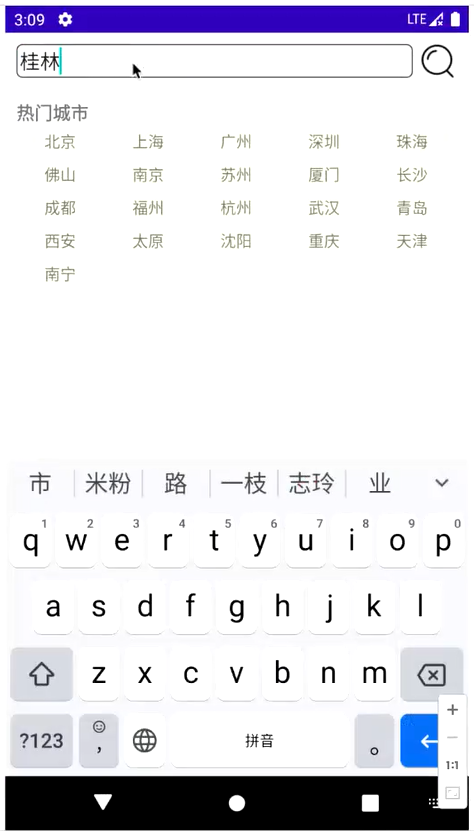 3:09 LTE
桂林
热门城市
北京 上海 广州 深圳 珠海
佛山 南京 苏州 厦门 长沙
成都 福州 杭州 武汉 青岛
西安 太原 沈阳 重庆 天津
南宁
市 米粉 路 一枝 志玲 业
1 2 3 4 5 6 7 8 9 0
q w e r t y u i o p
a s d f g h j k l
z x c v b n m
?123 , 拼音 。
1:1